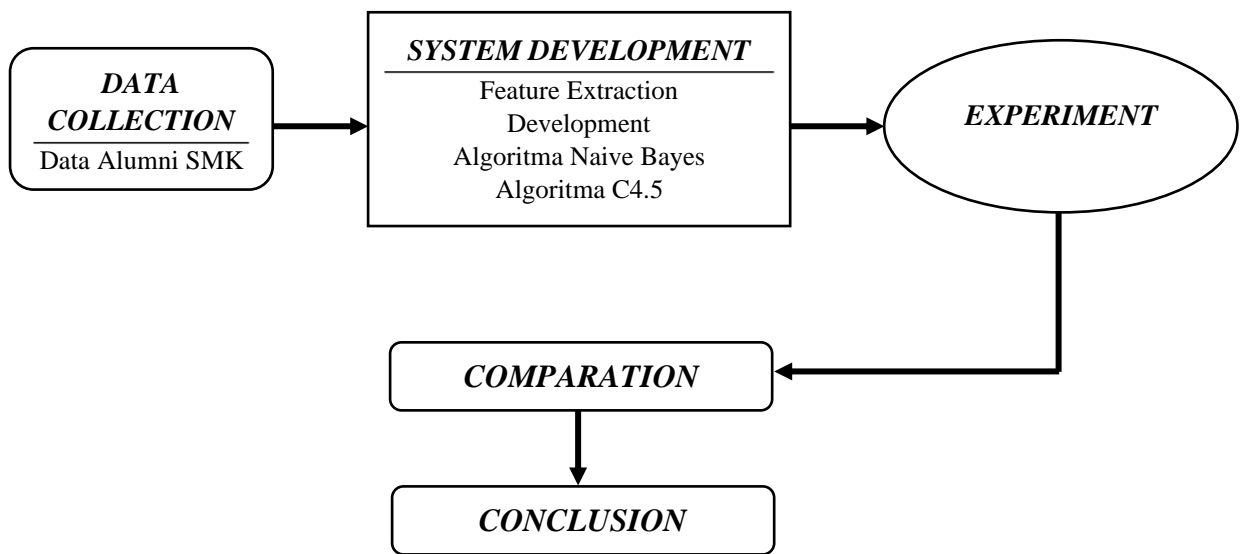 DATA
COLLECTION
Data Alumni SMK
SYSTEM DEVELOPMENT
Feature Extraction
Development
Algoritma Naive Bayes
Algoritma C4.5
EXPERIMENT
COMPARATION
CONCLUSION